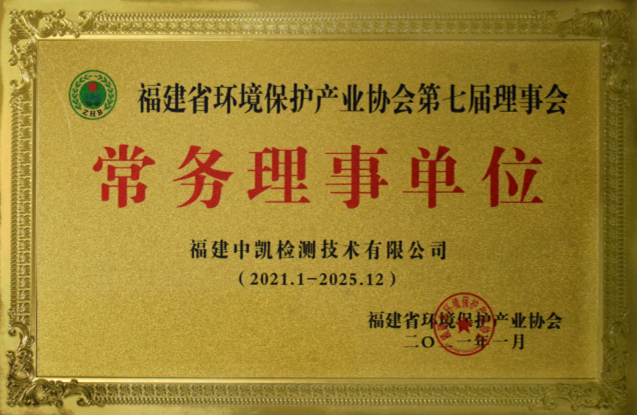 福建省环境保护产业协会第七届理事会
ZHB
常务理事单位
福建中凯检测技术有限公司
（2021.1-2025.12）
福建省环境保护产业协会
二〇二一年一月